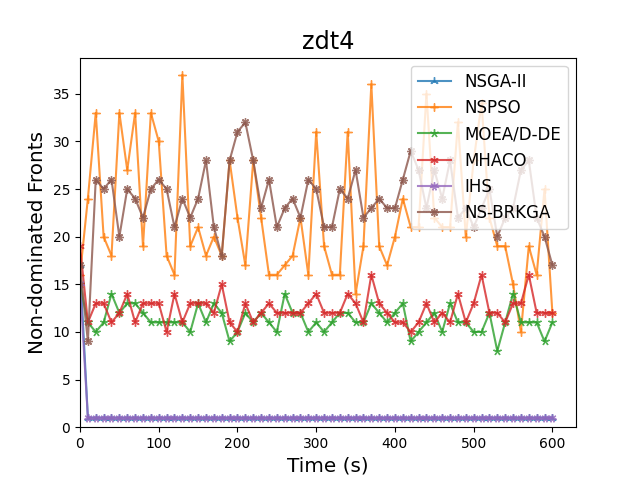 zdt4
Non-dominated Fronts
35
30
25
20
15
10
5
0
0 100 200 300 400 500 600
Time (s)
NSGA-II
NSPSO
MOEA/D-DE
MHACO
IHS
NS-BRKGA